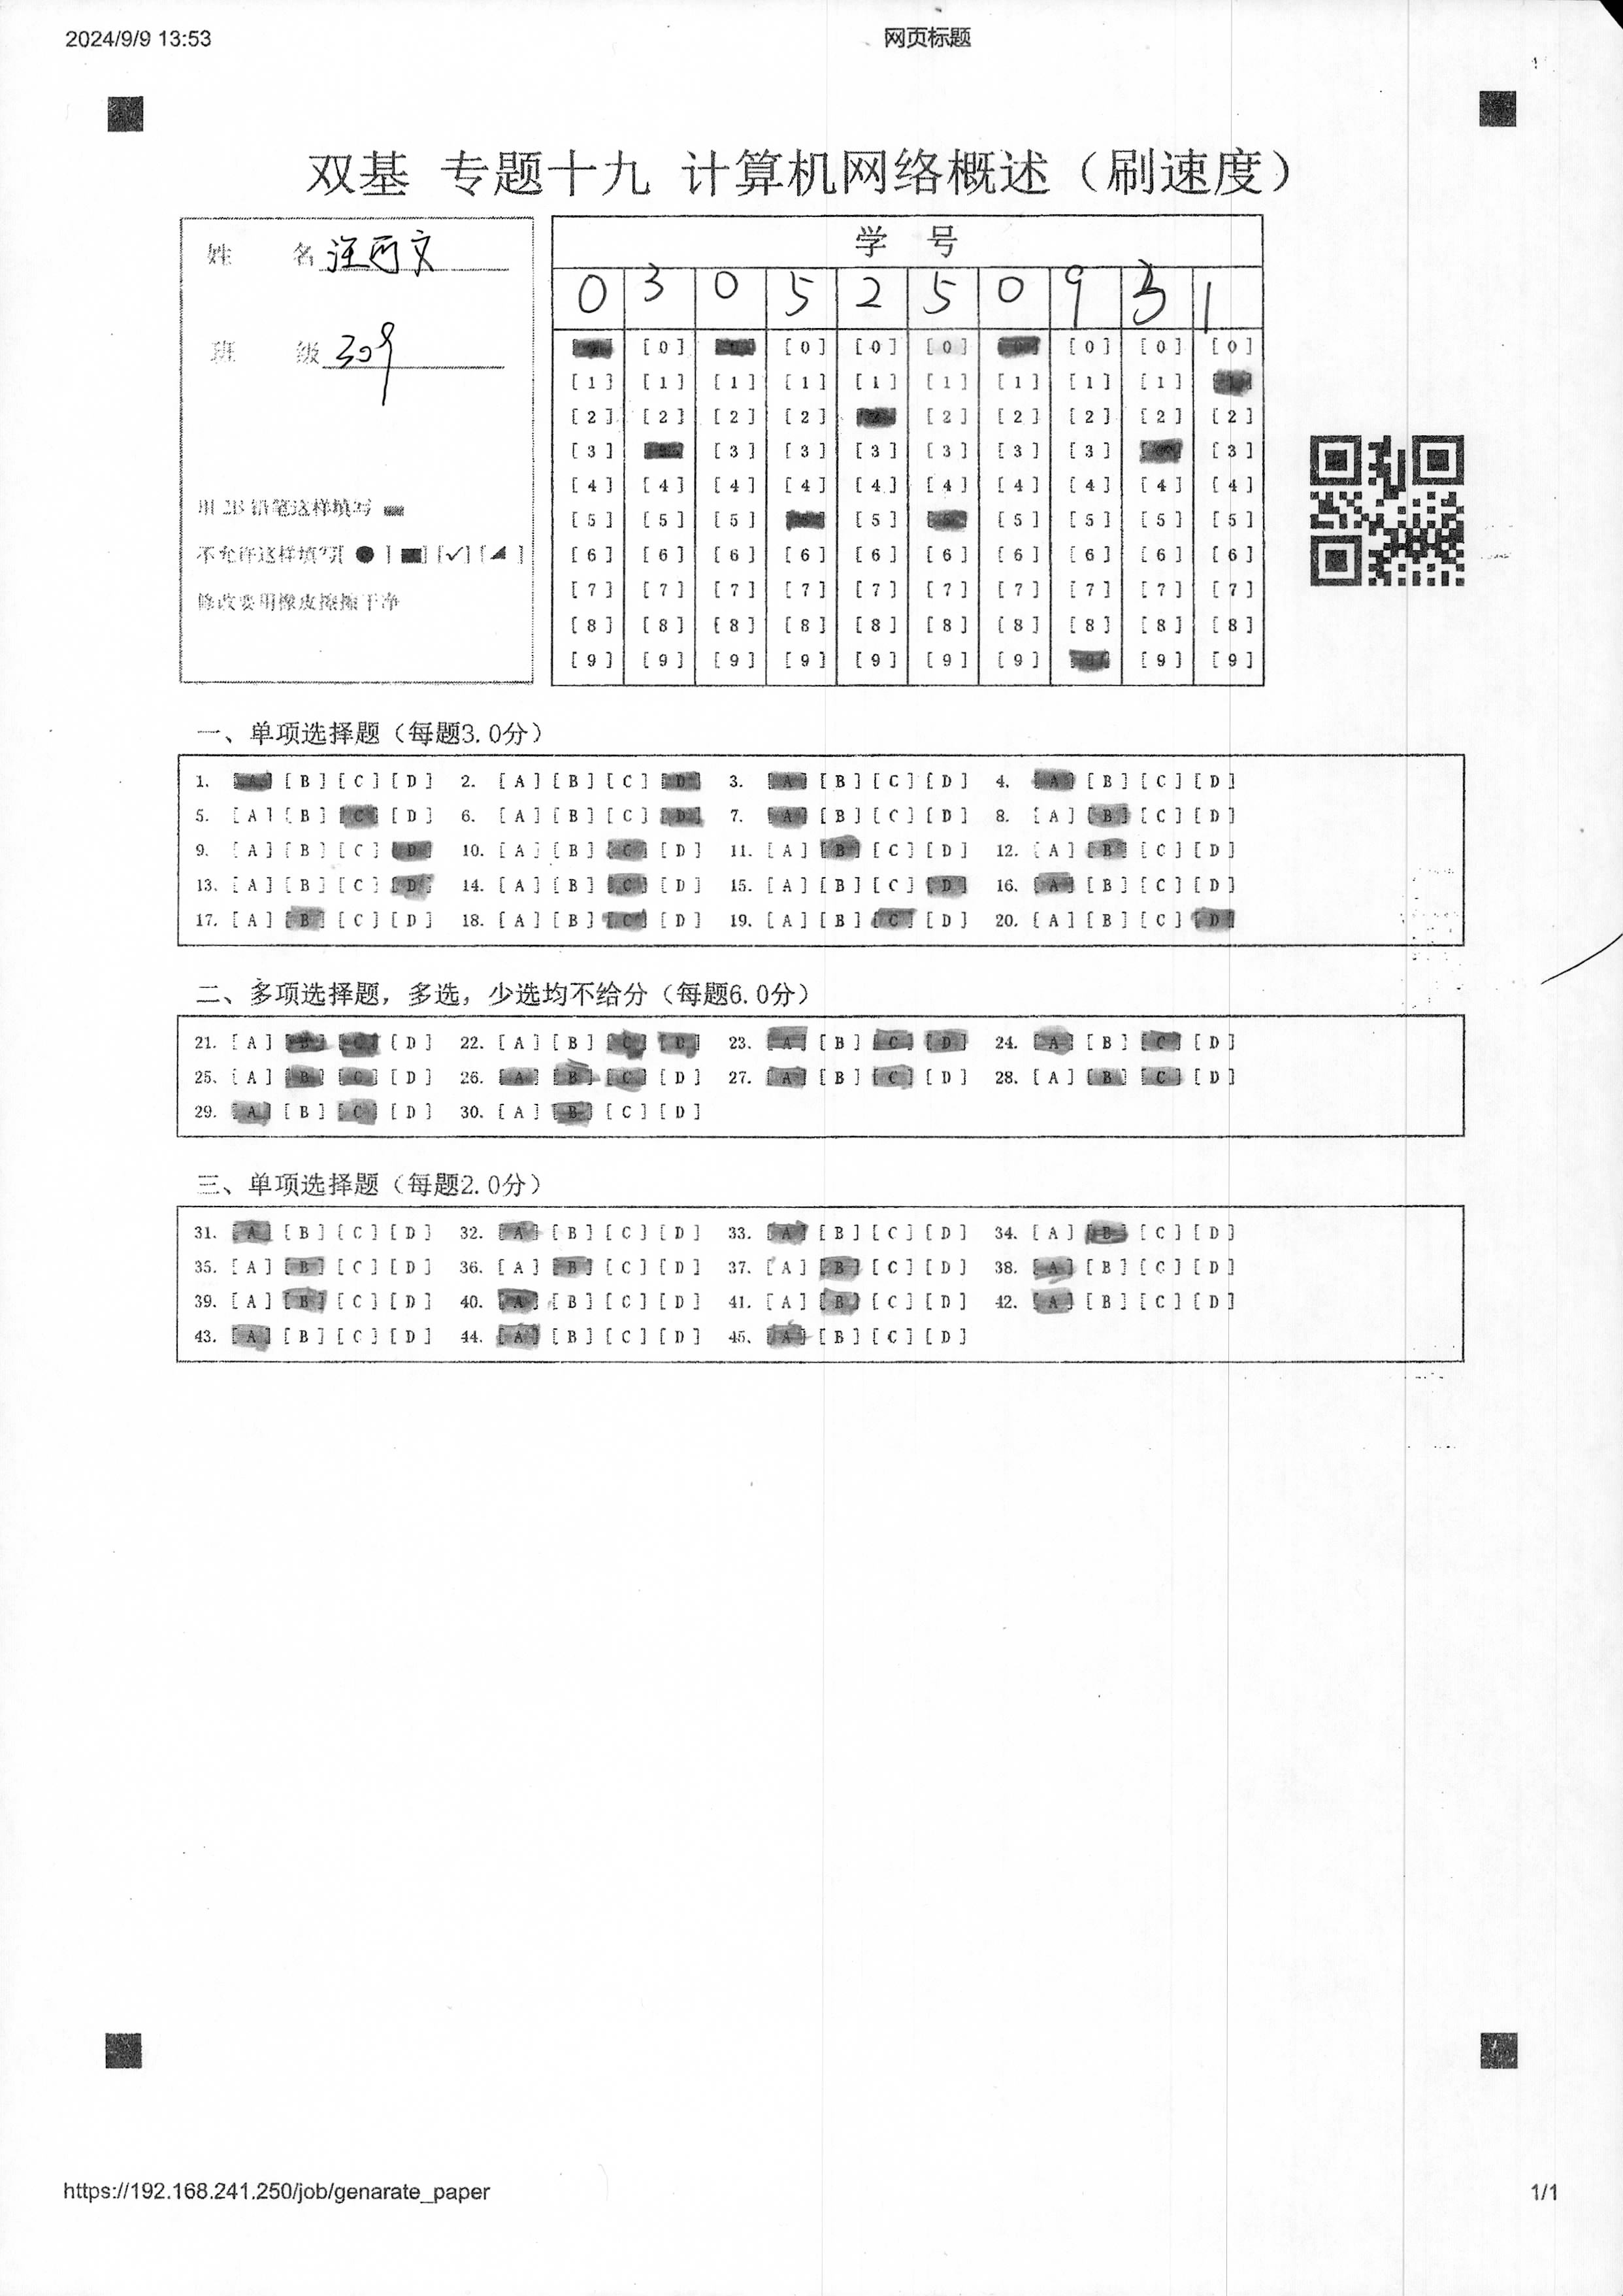 2024/9/9 13:53 网页标题
双基 专题十九 计算机网络概述（刷速度）
姓 名 汪雨文
班 级 309
用 2B 铅笔这样填写
不允许这样填写[ ● ] [■] [✓] [◢ ]
修改要用橡皮擦擦干净
学 号
0 3 0 5 2 5 0 9 3 1
[0] [0] [0] [0] [0] [0] [0]
[1] [1] [1] [1] [1] [1] [1] [1] [1] [1]
[2] [2] [2] [2] [2] [2] [2] [2] [2] [2]
[3] [3] [3] [3] [3] [3] [3] [3] [3]
[4] [4] [4] [4] [4] [4] [4] [4] [4] [4]
[5] [5] [5] [5] [5] [5] [5] [5] [5] [5]
[6] [6] [6] [6] [6] [6] [6] [6] [6] [6]
[7] [7] [7] [7] [7] [7] [7] [7] [7] [7]
[8] [8] [8] [8] [8] [8] [8] [8] [8] [8]
[9] [9] [9] [9] [9] [9] [9] [9] [9] [9]
一、单项选择题（每题3.0分）
1. [A] [B] [C] [D] 2. [A] [B] [C] [D] 3. [A] [B] [C] [D] 4. [A] [B] [C] [D]
5. [A] [B] [C] [D] 6. [A] [B] [C] [D] 7. [A] [B] [C] [D] 8. [A] [B] [C] [D]
9. [A] [B] [C] [D] 10. [A] [B] [C] [D] 11. [A] [B] [C] [D] 12. [A] [B] [C] [D]
13. [A] [B] [C] [D] 14. [A] [B] [C] [D] 15. [A] [B] [C] [D] 16. [A] [B] [C] [D]
17. [A] [B] [C] [D] 18. [A] [B] [C] [D] 19. [A] [B] [C] [D] 20. [A] [B] [C] [D]
二、多项选择题，多选，少选均不给分（每题6.0分）
21. [A] [B] [C] [D] 22. [A] [B] [C] [D] 23. [A] [B] [C] [D] 24. [A] [B] [C] [D]
25. [A] [B] [C] [D] 26. [A] [B] [C] [D] 27. [A] [B] [C] [D] 28. [A] [B] [C] [D]
29. [A] [B] [C] [D] 30. [A] [B] [C] [D]
三、单项选择题（每题2.0分）
31. [A] [B] [C] [D] 32. [A] [B] [C] [D] 33. [A] [B] [C] [D] 34. [A] [B] [C] [D]
35. [A] [B] [C] [D] 36. [A] [B] [C] [D] 37. [A] [B] [C] [D] 38. [A] [B] [C] [D]
39. [A] [B] [C] [D] 40. [A] [B] [C] [D] 41. [A] [B] [C] [D] 42. [A] [B] [C] [D]
43. [A] [B] [C] [D] 44. [A] [B] [C] [D] 45. [A] [B] [C] [D]
https://192.168.241.250/job/genarate_paper 1/1